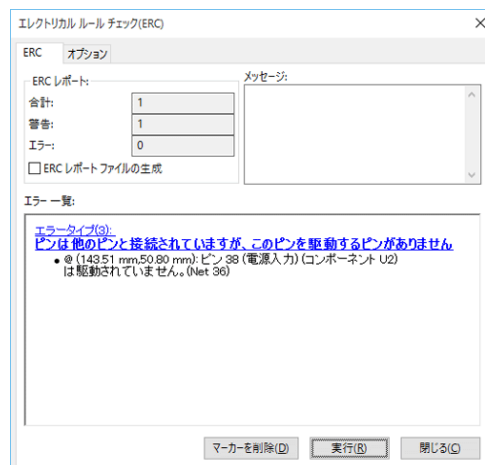 エレクトリカル ルール チェック(ERC)
ERC オプション
ERC レポート:
合計: 1
警告: 1
エラー: 0
ERC レポート ファイルの生成
メッセージ:
エラー 一覧:
エラータイプ(3):
ピンは他のピンと接続されていますが、このピンを駆動するピンがありません
• @ (143.51 mm,50.80 mm): ピン 38 (電源入力) (コンポーネント U2)
は駆動されていません。(Net 36)
マーカーを削除(D) 実行(R) 閉じる(C)